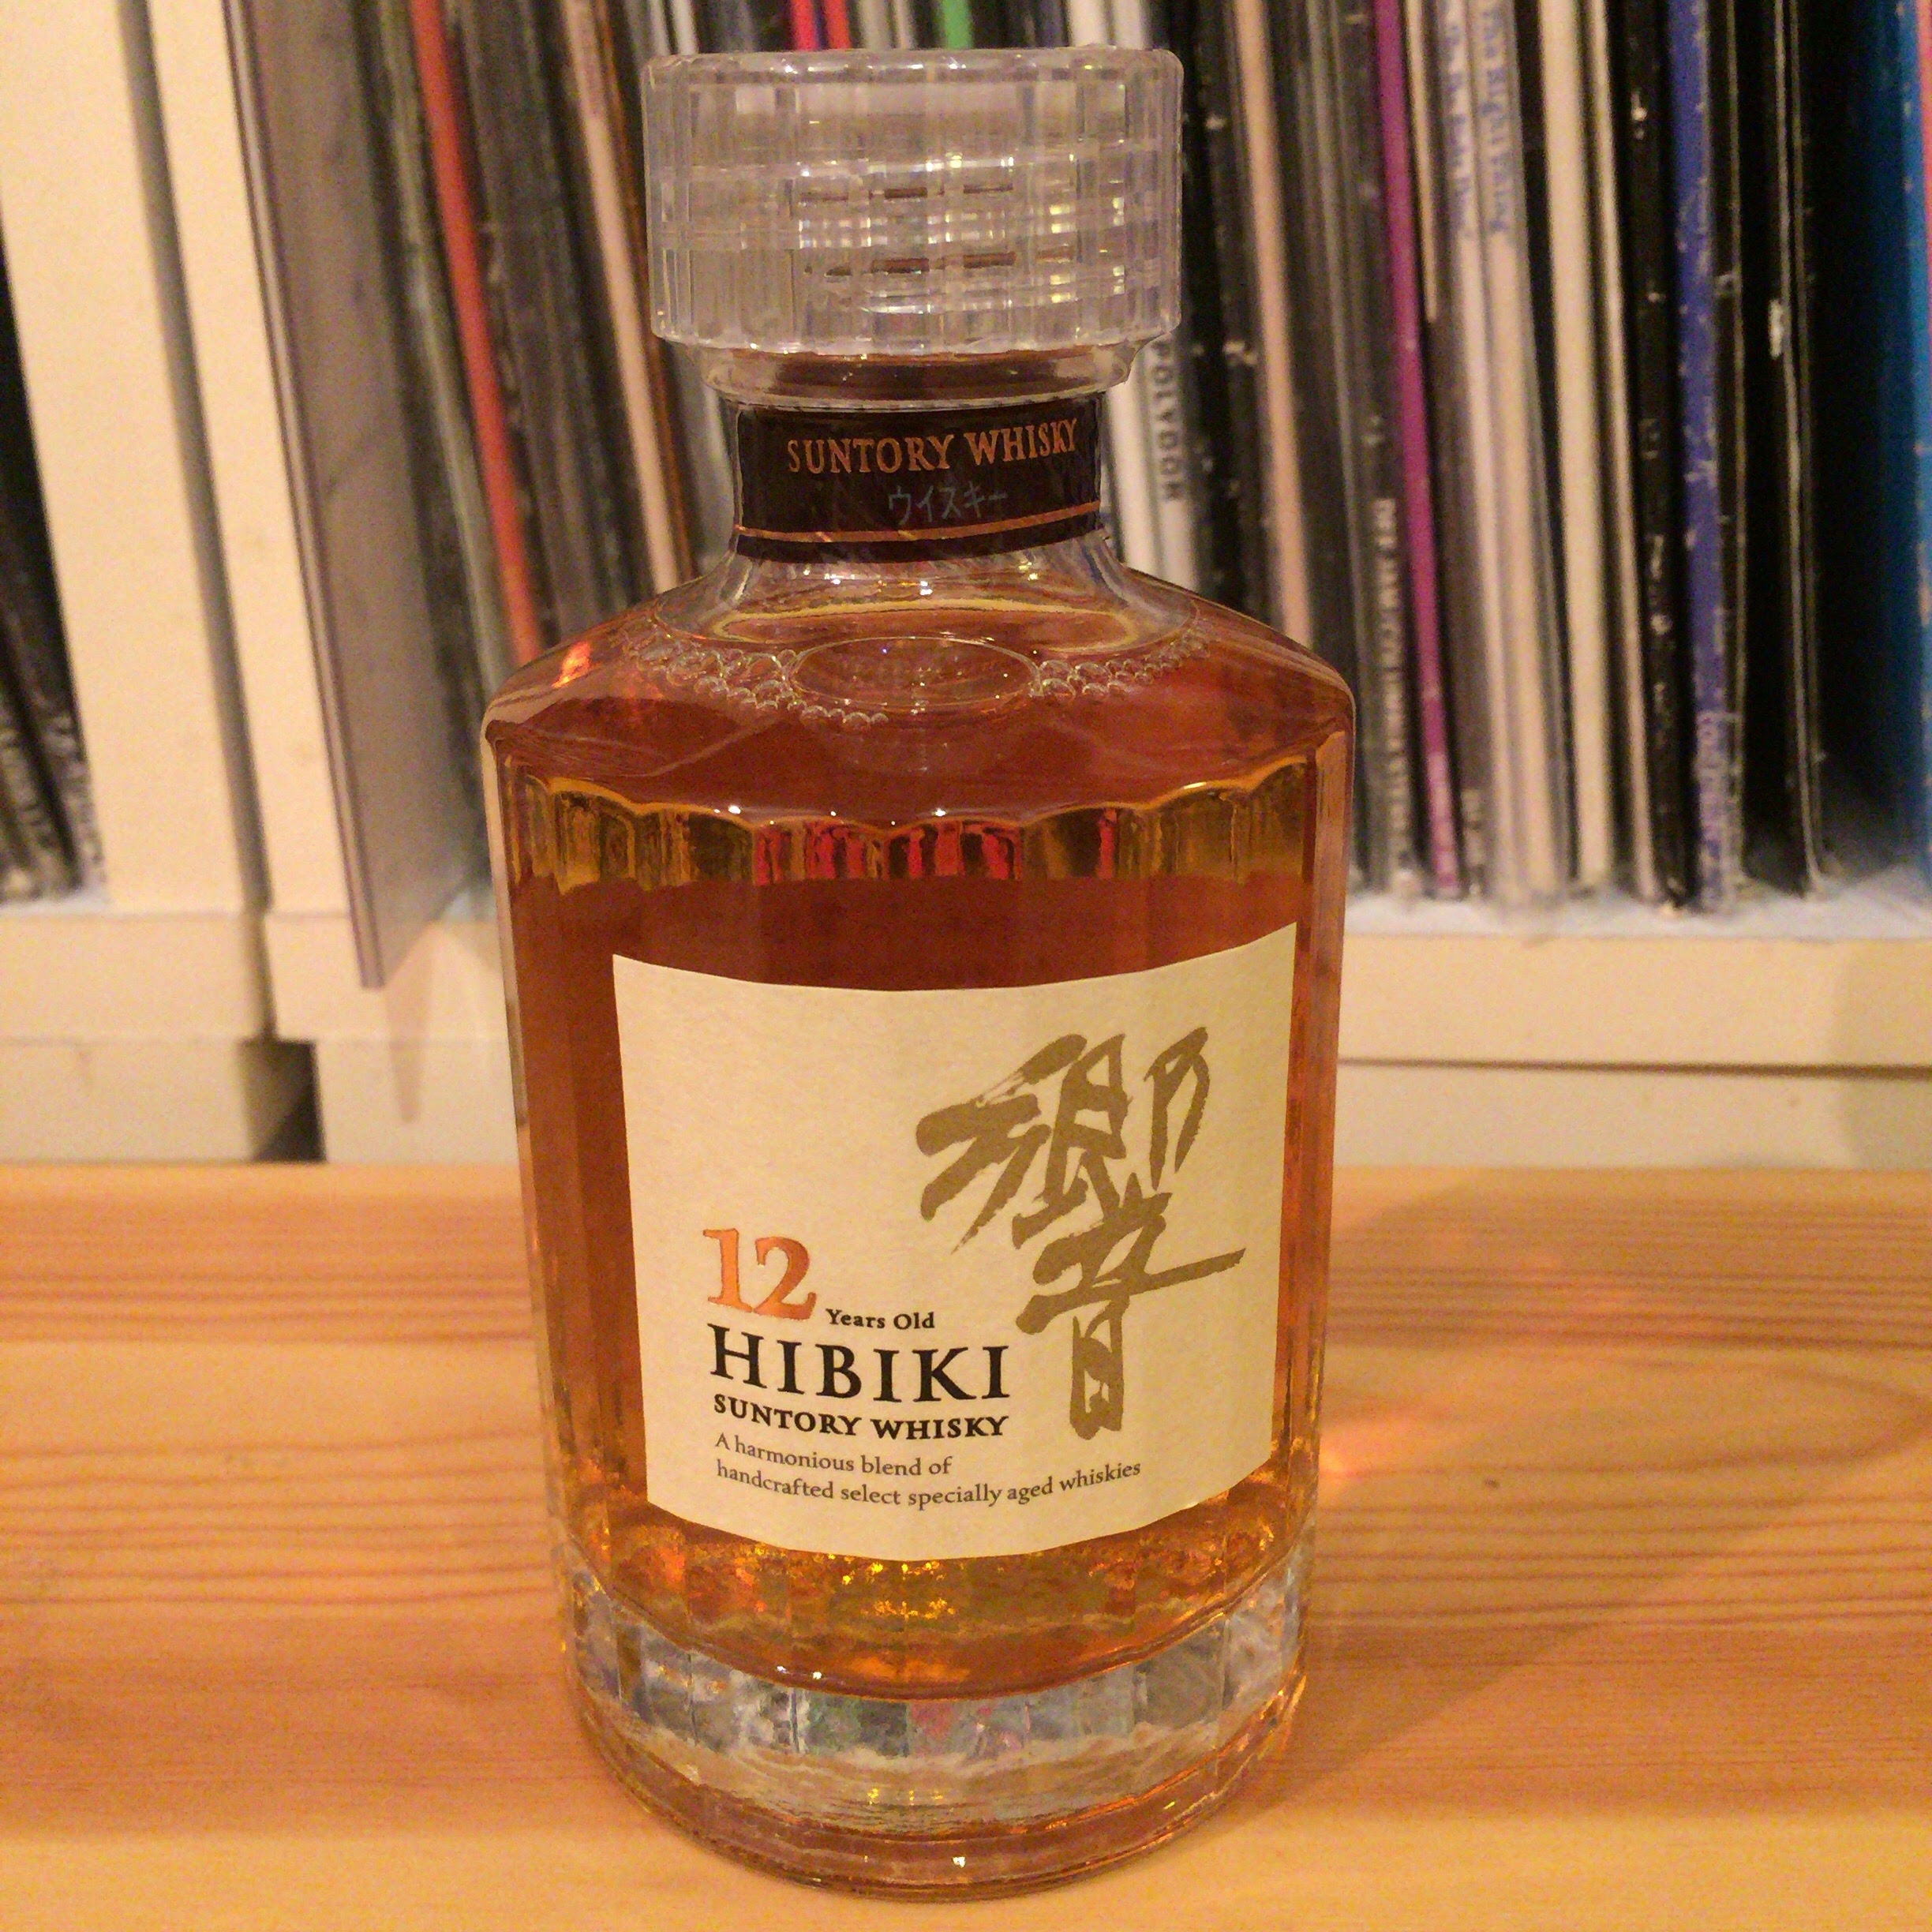 POLYDOR
SUNTORY WHISKY
ウイスキー
響
12 Years Old
HIBIKI
SUNTORY WHISKY
A harmonious blend of
handcrafted select specially aged whiskies